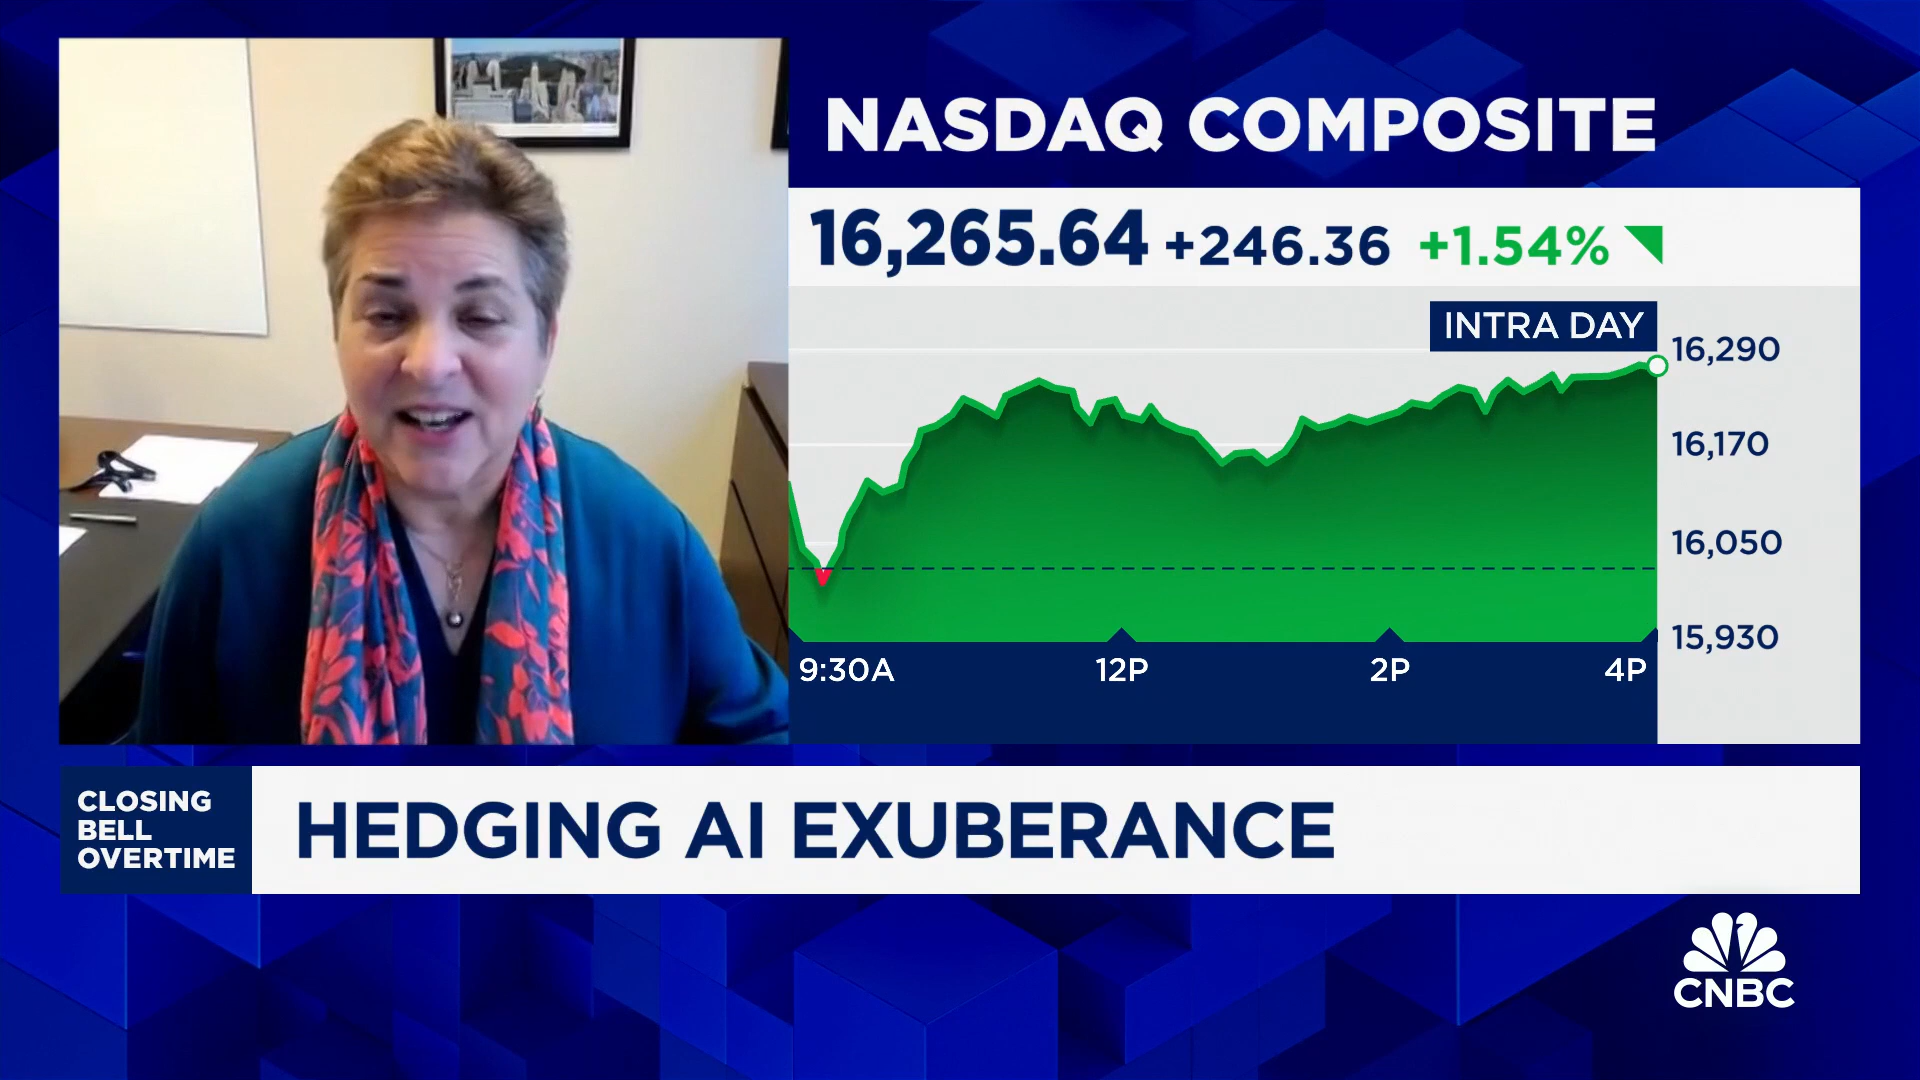 NASDAQ COMPOSITE
16,265.64 +246.36 +1.54%
INTRA DAY
16,290
16,170
16,050
15,930
9:30A 12P 2P 4P
CLOSING
BELL
OVERTIME
HEDGING AI EXUBERANCE
CNBC